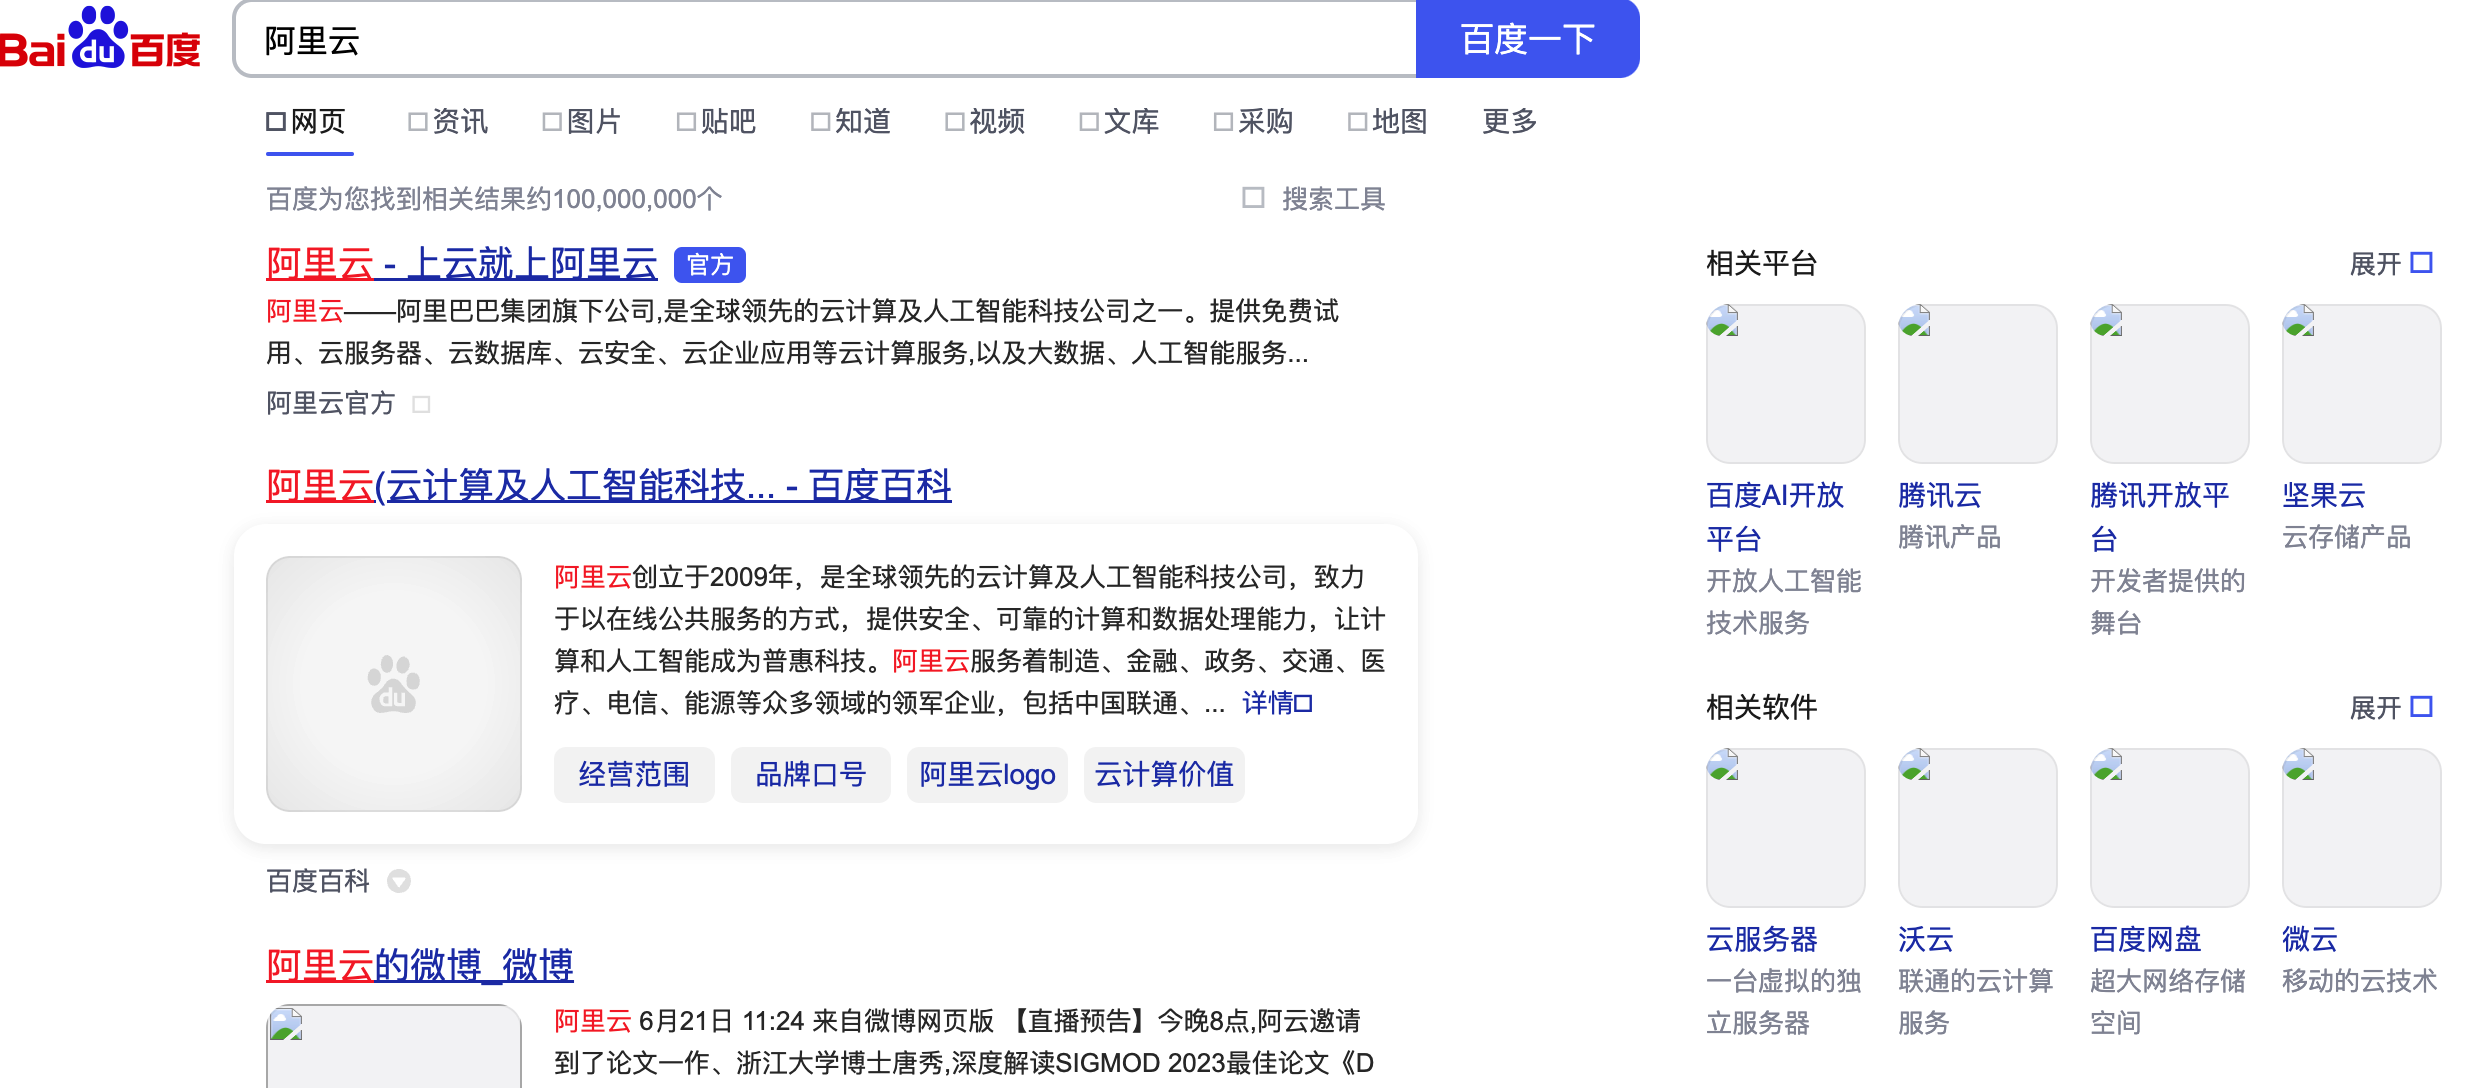 Bai du 百度
阿里云
百度一下
网页 资讯 图片 贴吧 知道 视频 文库 采购 地图 更多
百度为您找到相关结果约100,000,000个 搜索工具
阿里云 - 上云就上阿里云 官方
阿里云——阿里巴巴集团旗下公司,是全球领先的云计算及人工智能科技公司之一。提供免费试
用、云服务器、云数据库、云安全、云企业应用等云计算服务,以及大数据、人工智能服务...
阿里云官方
阿里云(云计算及人工智能科技... - 百度百科
du
阿里云创立于2009年，是全球领先的云计算及人工智能科技公司，致力
于以在线公共服务的方式，提供安全、可靠的计算和数据处理能力，让计
算和人工智能成为普惠科技。阿里云服务着制造、金融、政务、交通、医
疗、电信、能源等众多领域的领军企业，包括中国联通、... 详情
经营范围 品牌口号 阿里云logo 云计算价值
百度百科
阿里云的微博_微博
阿里云 6月21日 11:24 来自微博网页版 【直播预告】今晚8点,阿云邀请
到了论文一作、浙江大学博士唐秀,深度解读SIGMOD 2023最佳论文《D
相关平台 展开
百度AI开放
平台
开放人工智能
技术服务
腾讯云
腾讯产品
腾讯开放平
台
开发者提供的
舞台
坚果云
云存储产品
相关软件 展开
云服务器
一台虚拟的独
立服务器
沃云
联通的云计算
服务
百度网盘
超大网络存储
空间
微云
移动的云技术